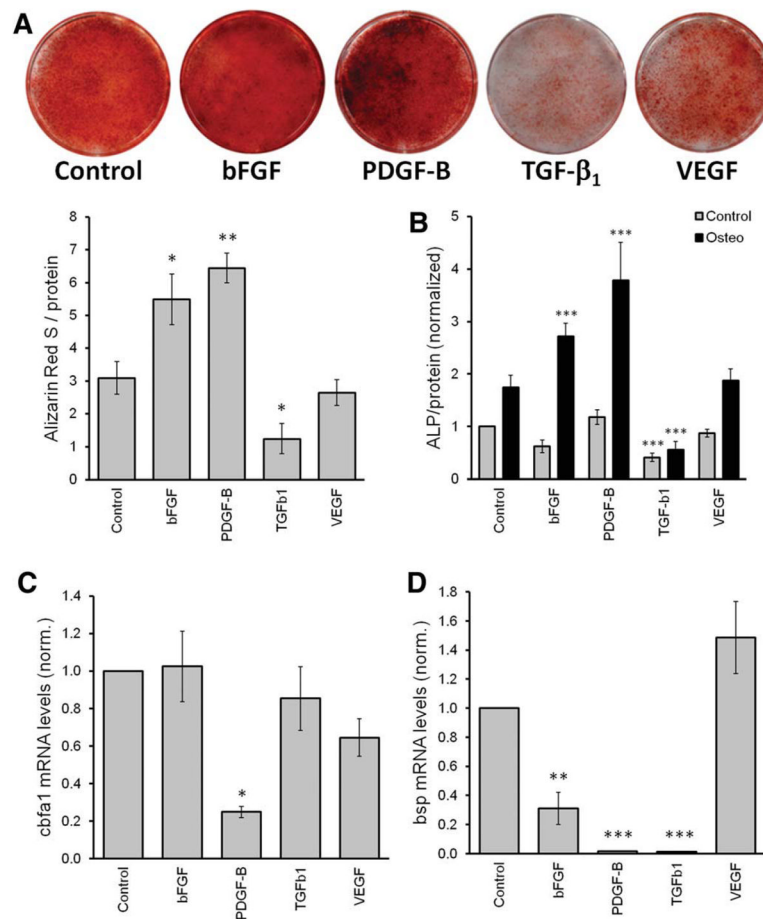 A
Control bFGF PDGF-B TGF-β1 VEGF
Alizarin Red S / protein
8
7
6
5
4
3
2
1
0
*
**
*
Control
bFGF
PDGF-B
TGFb1
VEGF
B
ALP/protein (normalized)
5
4
3
2
1
0
Control
Osteo
***
***
*** ***
Control
bFGF
PDGF-B
TGF-b1
VEGF
C
cbfa1 mRNA levels (norm.)
1.4
1.2
1.0
0.8
0.6
0.4
0.2
0.0
*
Control
bFGF
PDGF-B
TGFb1
VEGF
D
bsp mRNA levels (norm.)
1.8
1.6
1.4
1.2
1.0
0.8
0.6
0.4
0.2
0.0
**
***
***
Control
bFGF
PDGF-B
TGFb1
VEGF